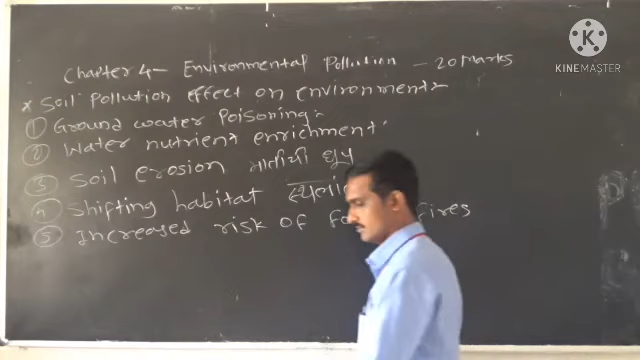 Chapter 4- Environmental Pollution - 20 Marks
* Soil Pollution effect on environment-
① Ground water Poisoning:-
② Water nutrient enrichment:
③ Soil erosion मातीची धूप
④ Shifting habitat
⑤ Increased risk of fires
K
KINEMASTER